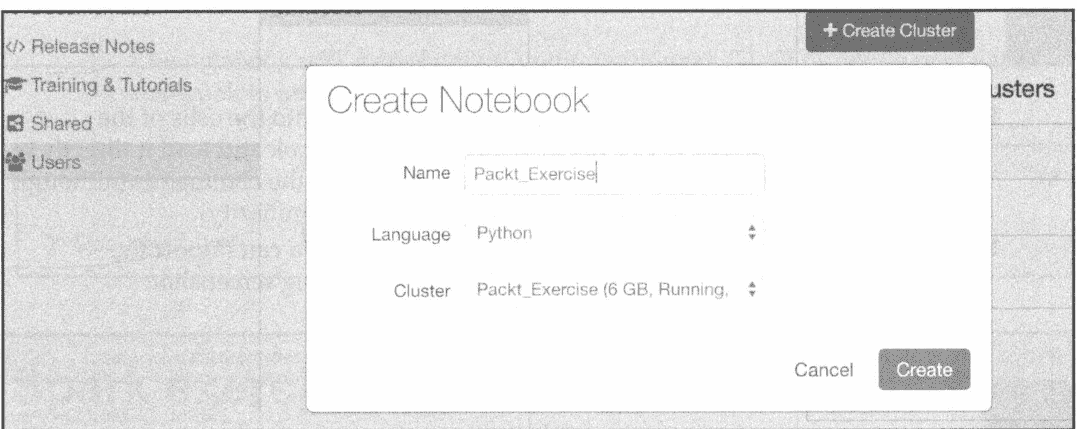 </> Release Notes
Training & Tutorials
Shared
Users
+ Create Cluster
usters
Create Notebook
Name Packt_Exercise
Language Python
Cluster Packt_Exercise (6 GB, Running,
Cancel Create